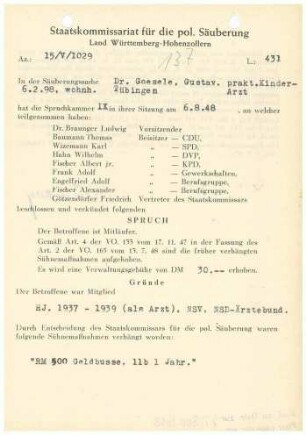 Staatskommissariat für die pol. Säuberung
Land Württemberg-Hohenzollern
Az.: 15/V/1029
137
L.: 431
In der Säuberungssache Dr. Goesele, Gustav, prakt. Kinder-
6.2.98, wohnh. Tübingen Arzt
hat die Spruchkammer IX in ihrer Sitzung am 6.8.48, an welcher
teilgenommen haben:
Dr. Beuznger Ludwig Vorsitzender
Baumann Thomas Beisitzer — CDU,
Wizemann Karl „ — SPD,
Hahn Wilhelm „ — DVP,
Fischer Albert jr. „ — KPD,
Frank Adolf „ — Gewerkschaften,
Engelfried Adolf „ — Berufsgruppe,
Fischer Alexander „ — Berufsgruppe,
Götzendörfer Friedrich Vertreter des Staatskommissars
beschlossen und verkündet folgenden
SPRUCH
Der Betroffene ist Mitläufer.
Gemäß Art. 4 der VO. 133 vom 17. 11. 47 in der Fassung des
Art. 2 der VO. 165 vom 13. 7. 48 sind die früher verhängten
Sühnemaßnahmen aufgehoben.
Es wird eine Verwaltungsgebühr von DM 30.-- erhoben.
Gründe
Der Betroffene war Mitglied
HJ. 1937 - 1939 (als Arzt), NSV. NSD-Ärztebund.
Durch Entscheidung des Staatskommissars für die pol. Säuberung waren
folgende Sühnemaßnahmen verhängt worden:
"RM 500 Geldbusse. 11b 1 Jahr."